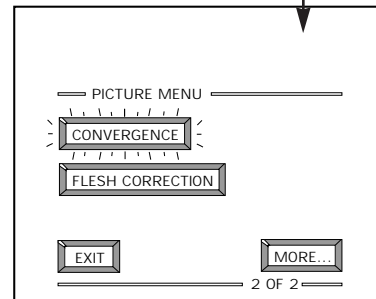 PICTURE MENU
CONVERGENCE
FLESH CORRECTION
EXIT MORE...
2 OF 2